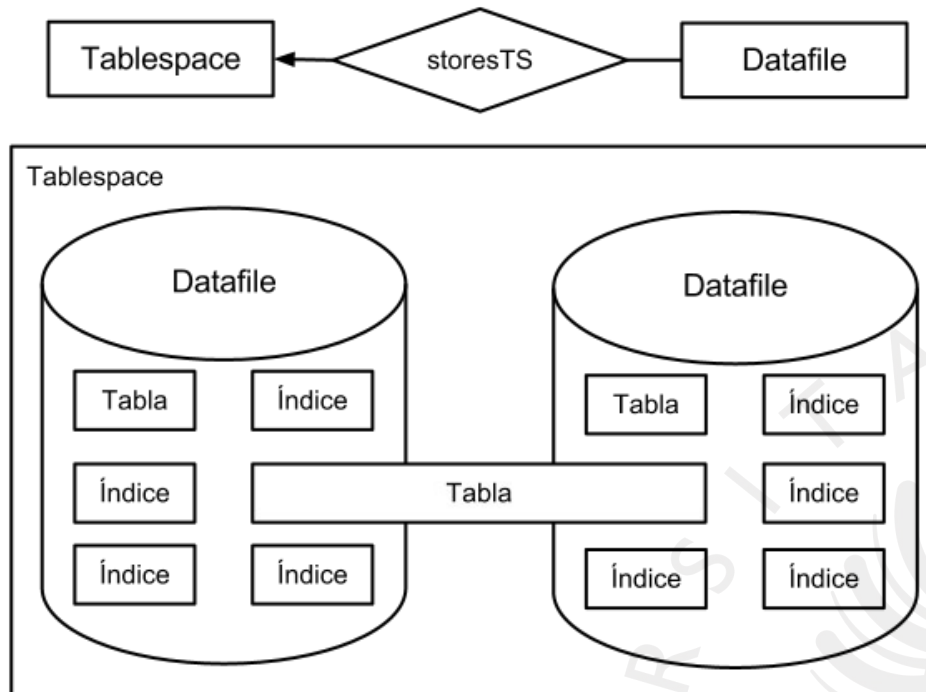 Tablespace storesTS Datafile
Tablespace
Datafile Datafile
Tabla Índice Tabla Índice
Índice Tabla Índice
Índice Índice Índice Índice
R S I T A